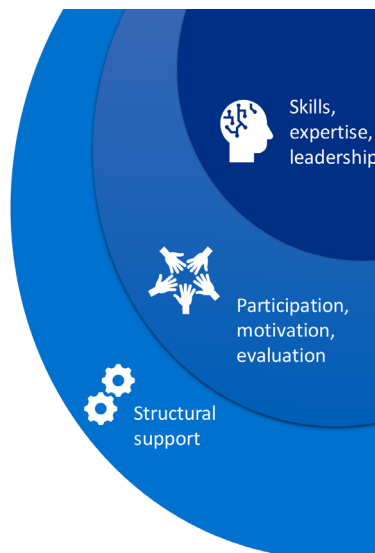 Skills,
expertise,
leadership
Participation,
motivation,
evaluation
Structural
support